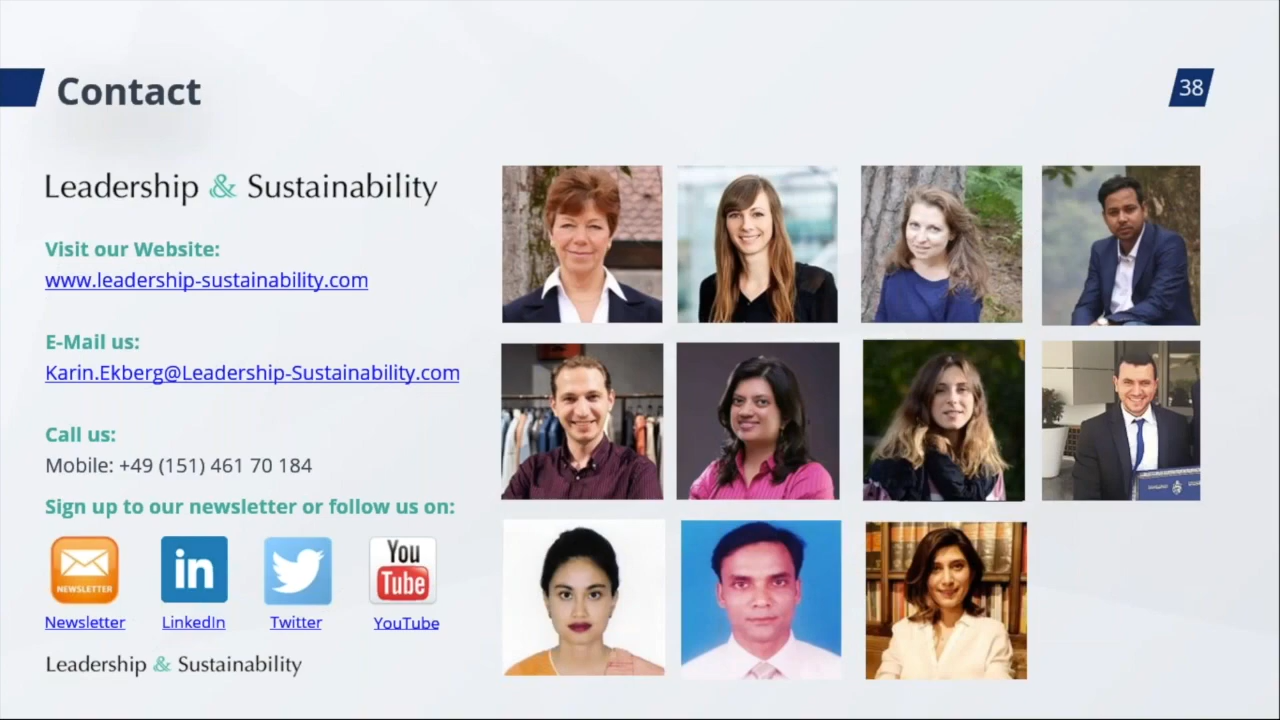 Contact
38
Leadership & Sustainability
Visit our Website:
www.leadership-sustainability.com
E-Mail us:
Karin.Ekberg@Leadership-Sustainability.com
Call us:
Mobile: +49 (151) 461 70 184
Sign up to our newsletter or follow us on:
NEWSLETTER
in
You
Tube
Newsletter
LinkedIn
Twitter
YouTube
Leadership & Sustainability